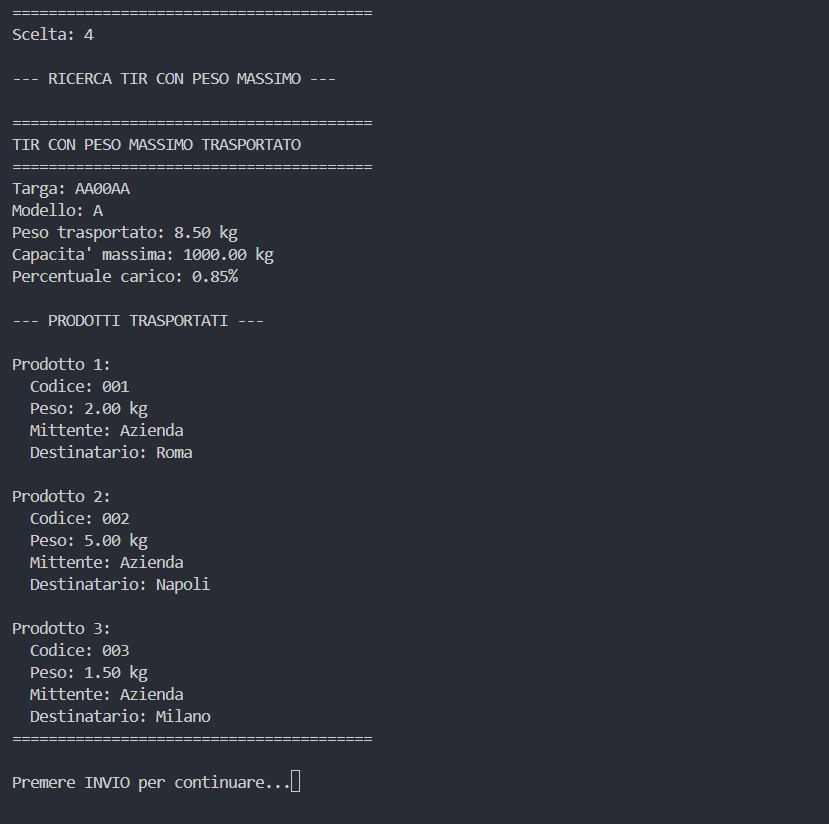 ========================================
Scelta: 4
--- RICERCA TIR CON PESO MASSIMO ---
========================================
TIR CON PESO MASSIMO TRASPORTATO
========================================
Targa: AA00AA
Modello: A
Peso trasportato: 8.50 kg
Capacita' massima: 1000.00 kg
Percentuale carico: 0.85%
--- PRODOTTI TRASPORTATI ---
Prodotto 1:
  Codice: 001
  Peso: 2.00 kg
  Mittente: Azienda
  Destinatario: Roma
Prodotto 2:
  Codice: 002
  Peso: 5.00 kg
  Mittente: Azienda
  Destinatario: Napoli
Prodotto 3:
  Codice: 003
  Peso: 1.50 kg
  Mittente: Azienda
  Destinatario: Milano
========================================
Premere INVIO per continuare...